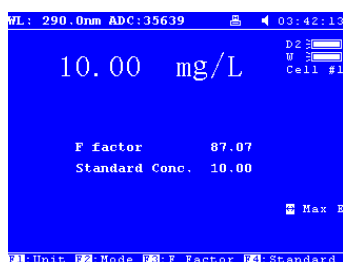 WL: 290.0nm ADC:35639 03:42:13
D2
W
Cell #1
10.00 mg/L
F factor 87.07
Standard Conc. 10.00
Max E
F1:Unit F2:Mode F3:F Factor F4:Standard